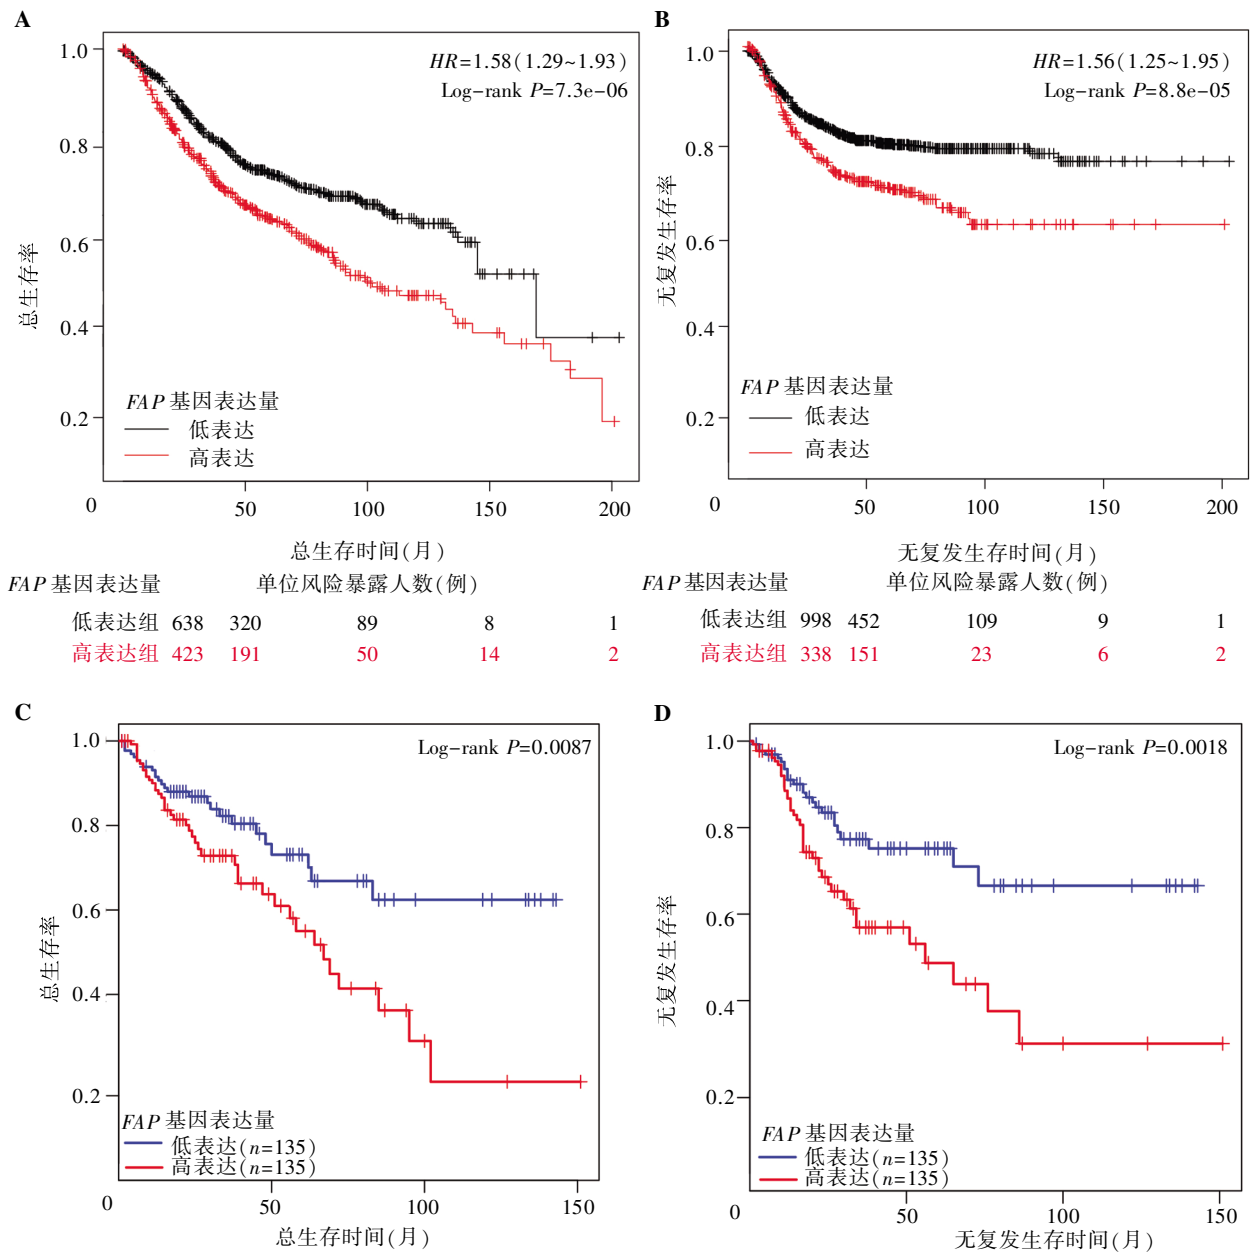 A
HR=1.58(1.29~1.93)
Log-rank P=7.3e-06
1.0
0.8
0.6
0.4
0.2
0
总生存率
FAP 基因表达量
低表达
高表达
50 100 150 200
总生存时间(月)
FAP 基因表达量 单位风险暴露人数(例)
低表达组 638 320 89 8 1
高表达组 423 191 50 14 2
B
HR=1.56(1.25~1.95)
Log-rank P=8.8e-05
1.0
0.8
0.6
0.4
0.2
0
无复发生存率
FAP 基因表达量
低表达
高表达
50 100 150 200
无复发生存时间(月)
FAP 基因表达量 单位风险暴露人数(例)
低表达组 998 452 109 9 1
高表达组 338 151 23 6 2
C
Log-rank P=0.0087
1.0
0.8
0.6
0.4
0.2
0
总生存率
FAP 基因表达量
低表达(n=135)
高表达(n=135)
50 100 150
总生存时间(月)
D
Log-rank P=0.0018
1.0
0.8
0.6
0.4
0.2
0
无复发生存率
FAP 基因表达量
低表达(n=135)
高表达(n=135)
50 100 150
无复发生存时间(月)